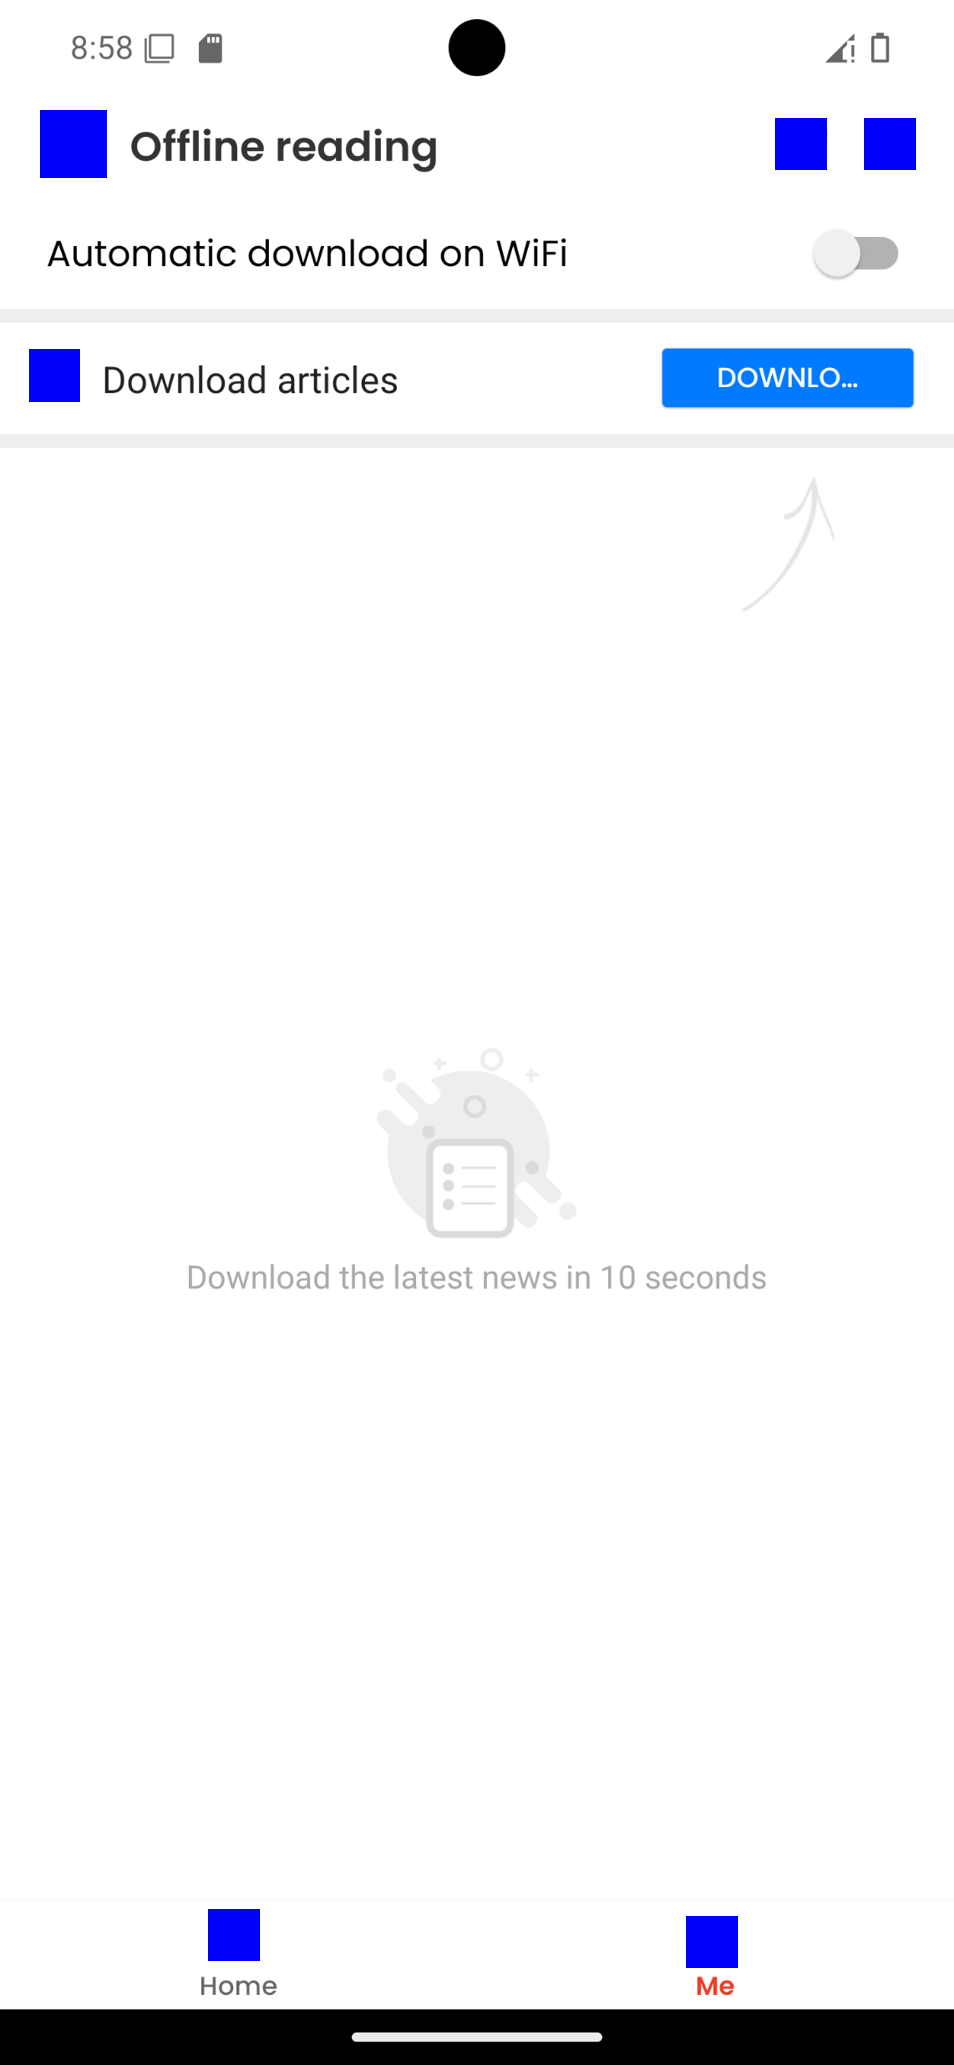 8:58
Offline reading
Automatic download on WiFi
Download articles
DOWNLO...
Download the latest news in 10 seconds
Home
Me